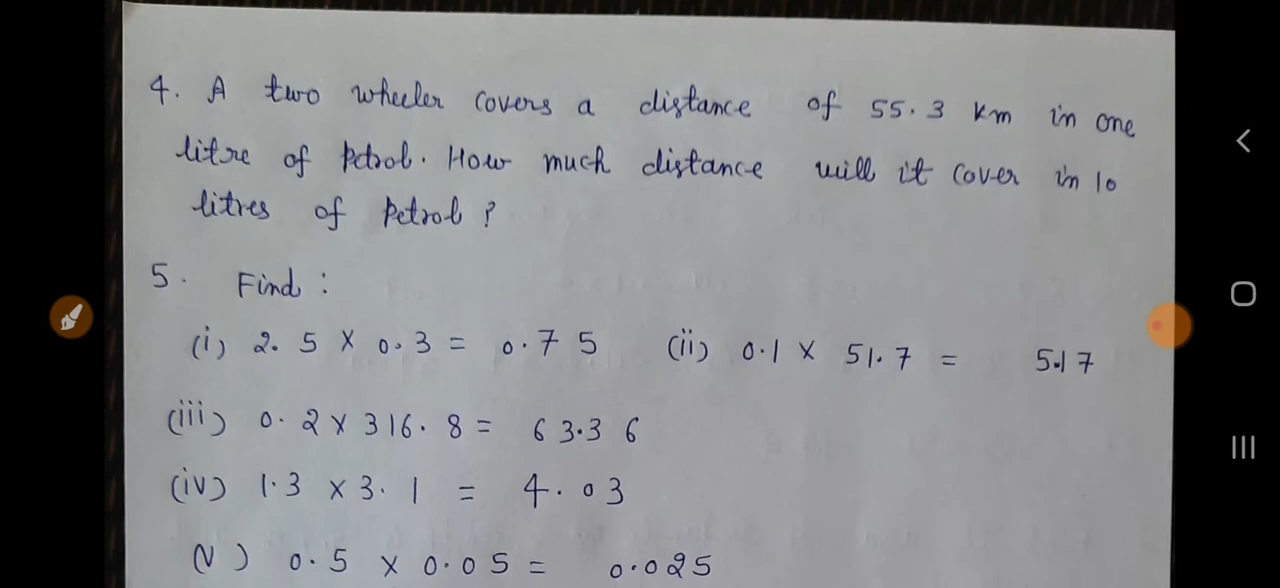 4. A two wheeler covers a distance of 55.3 km in one
litre of petrol. How much distance will it cover in 10
litres of petrol?
5. Find :
(i) 2.5 × 0.3 = 0.75 (ii) 0.1 × 51.7 = 5.17
(iii) 0.2 × 316.8 = 63.36
(iv) 1.3 × 3.1 = 4.03
(v) 0.5 × 0.05 = 0.025